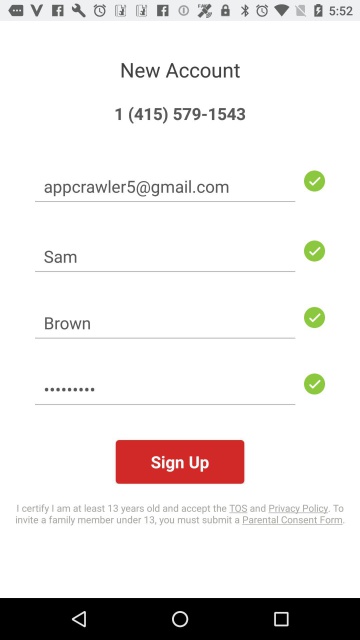 5:52
New Account
1 (415) 579-1543
appcrawler5@gmail.com
Sam
Brown
•••••••••
Sign Up
I certify I am at least 13 years old and accept the TOS and Privacy Policy. To
invite a family member under 13, you must submit a Parental Consent Form.